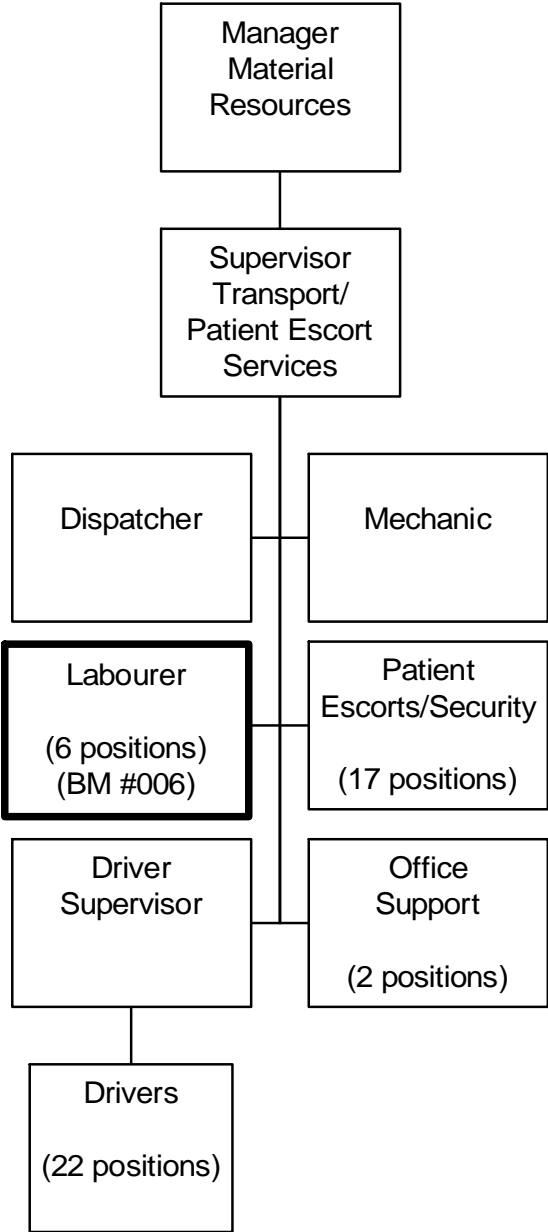 Manager
Material
Resources
Supervisor
Transport/
Patient Escort
Services
Dispatcher
Mechanic
Labourer
(6 positions)
(BM #006)
Patient
Escorts/Security
(17 positions)
Driver
Supervisor
Office
Support
(2 positions)
Drivers
(22 positions)